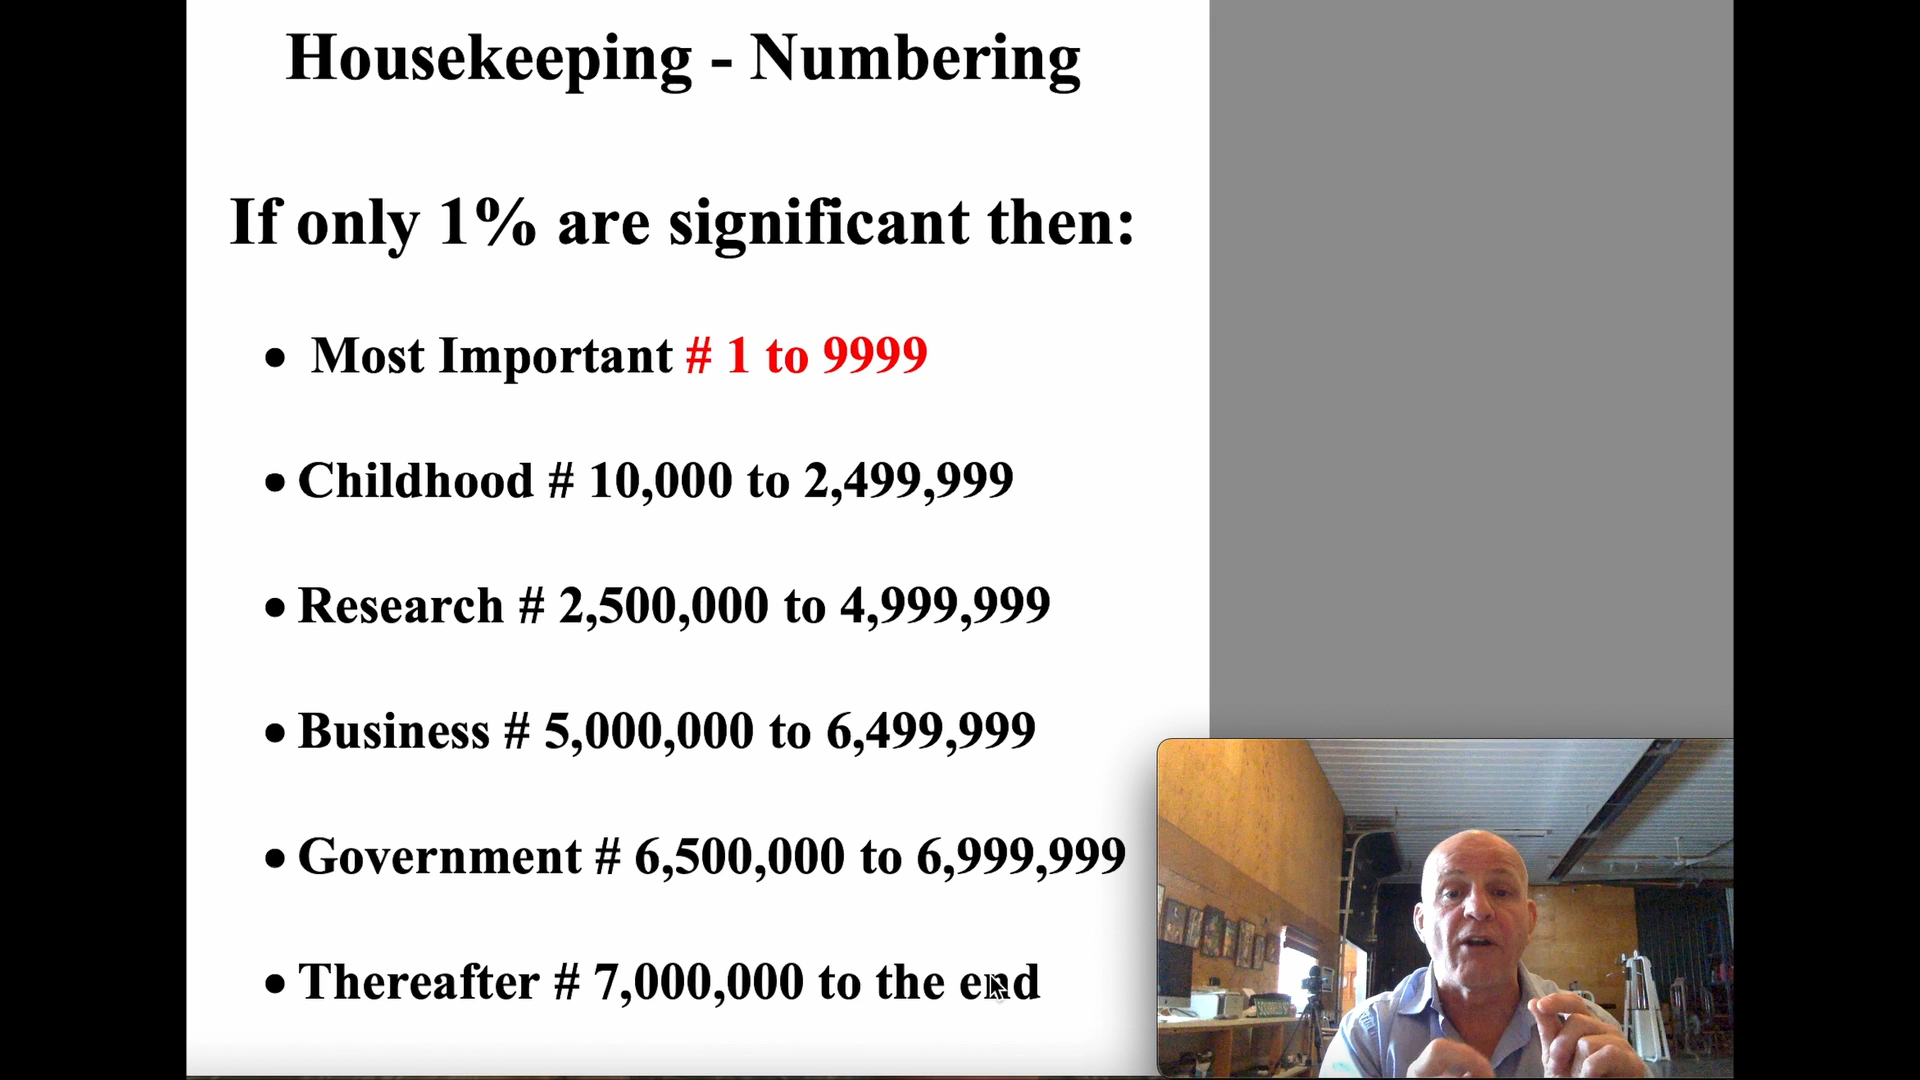 Housekeeping - Numbering
If only 1% are significant then:
• Most Important # 1 to 9999
• Childhood # 10,000 to 2,499,999
• Research # 2,500,000 to 4,999,999
• Business # 5,000,000 to 6,499,999
• Government # 6,500,000 to 6,999,999
• Thereafter # 7,000,000 to the end